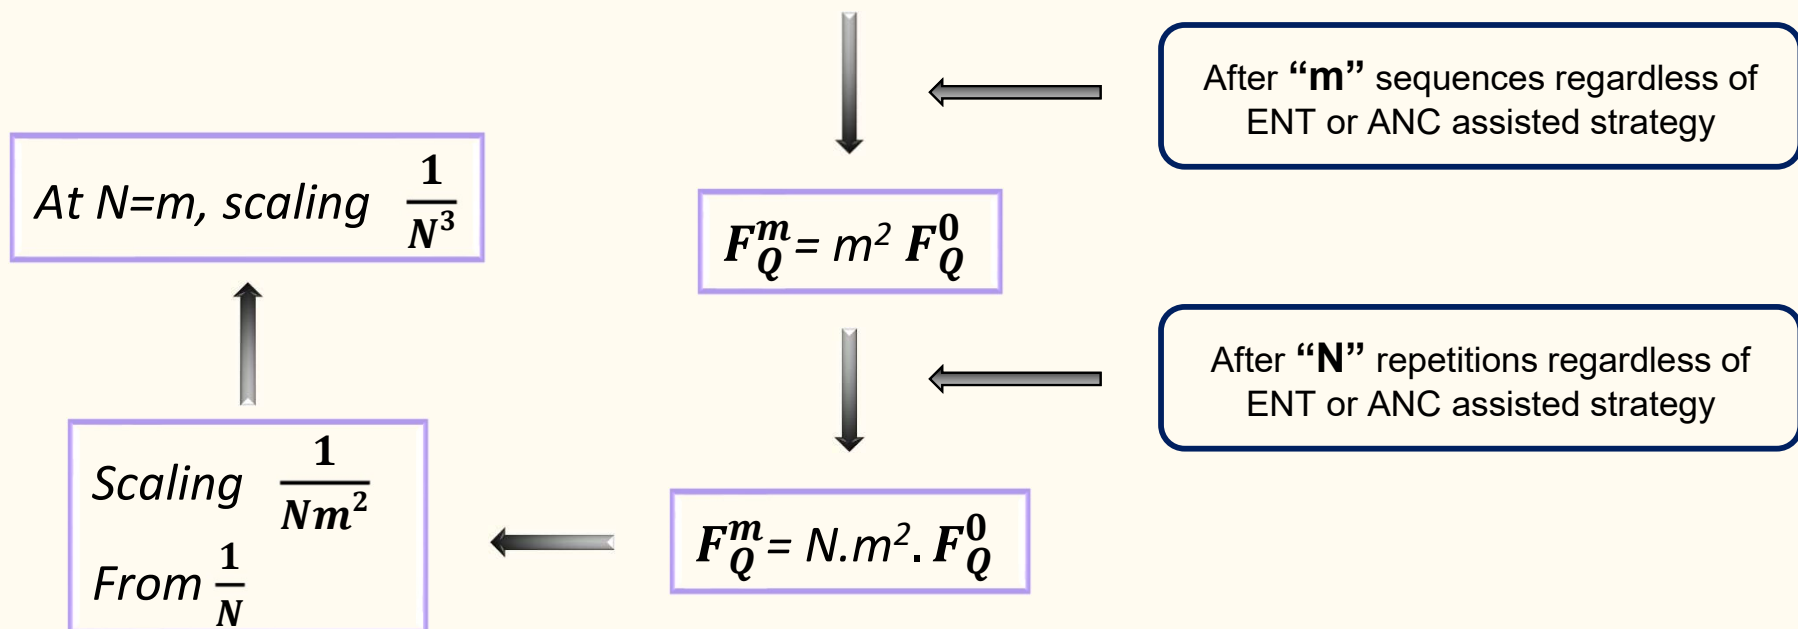 After “m” sequences regardless of
ENT or ANC assisted strategy
F_Q^m = m² F_Q^0
After “N” repetitions regardless of
ENT or ANC assisted strategy
F_Q^m = N.m². F_Q^0
Scaling 1/Nm²
From 1/N
At N=m, scaling 1/N³